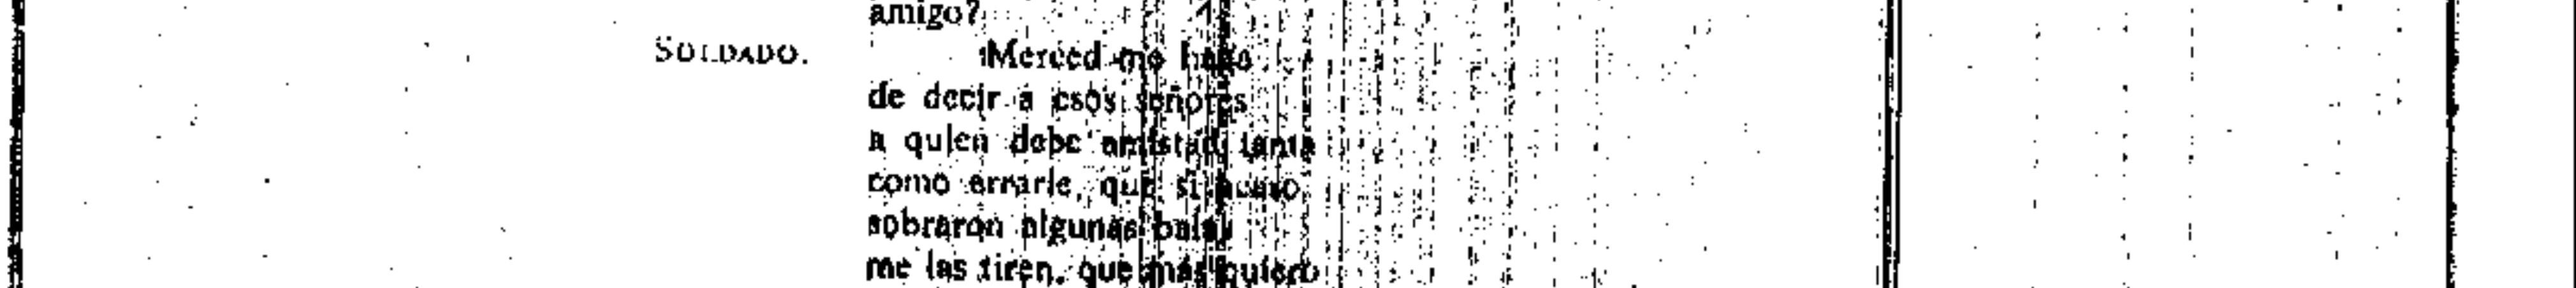 amigo?
SOLDADO. Merced me haga
de decir a esos señores
a quien debe amistad tanta
como errarle, que si acaso
sobraron algunas balas
me las tiren, que más quiero